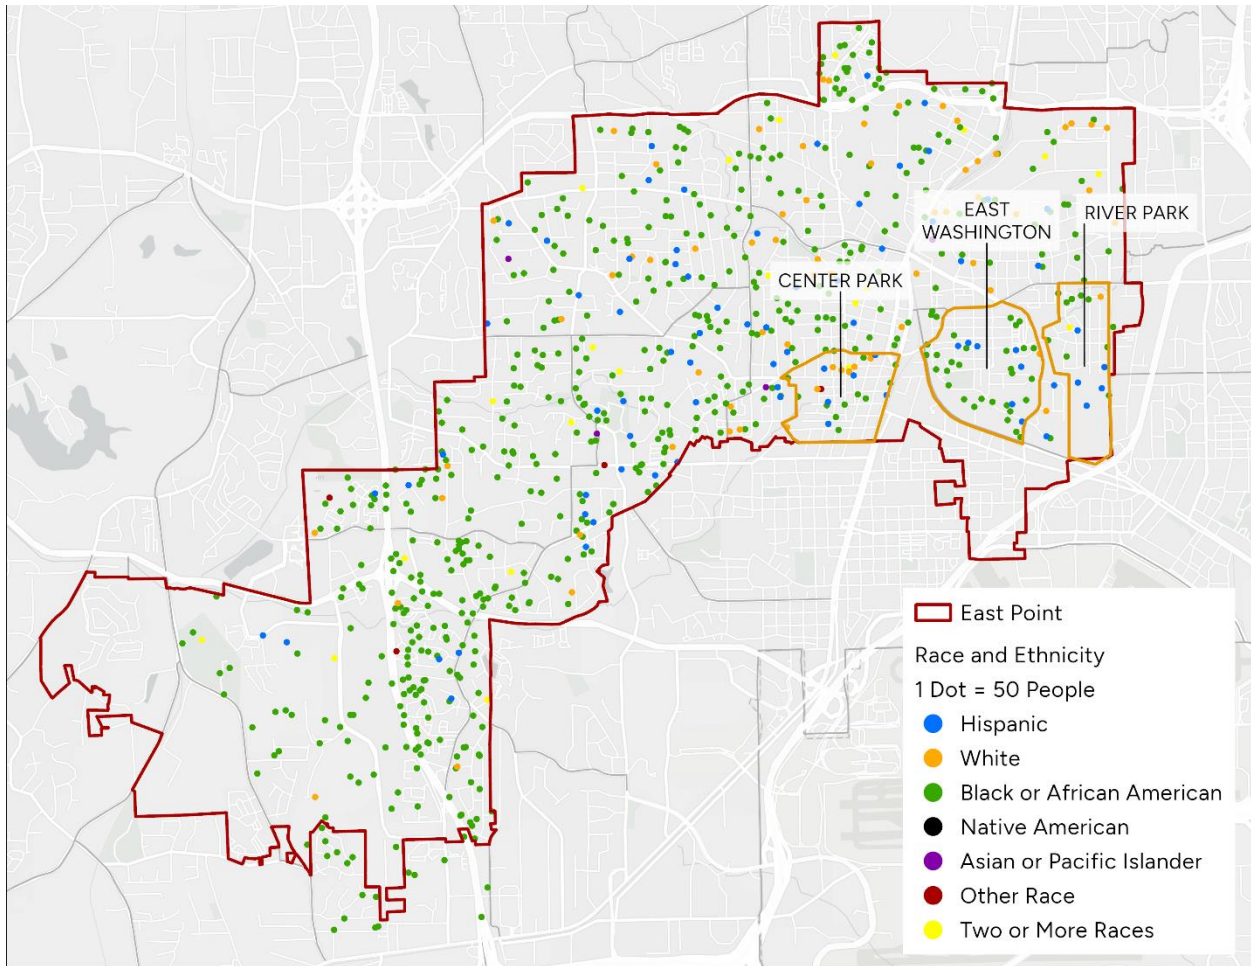 EAST
WASHINGTON
RIVER PARK
CENTER PARK
East Point
Race and Ethnicity
1 Dot = 50 People
Hispanic
White
Black or African American
Native American
Asian or Pacific Islander
Other Race
Two or More Races